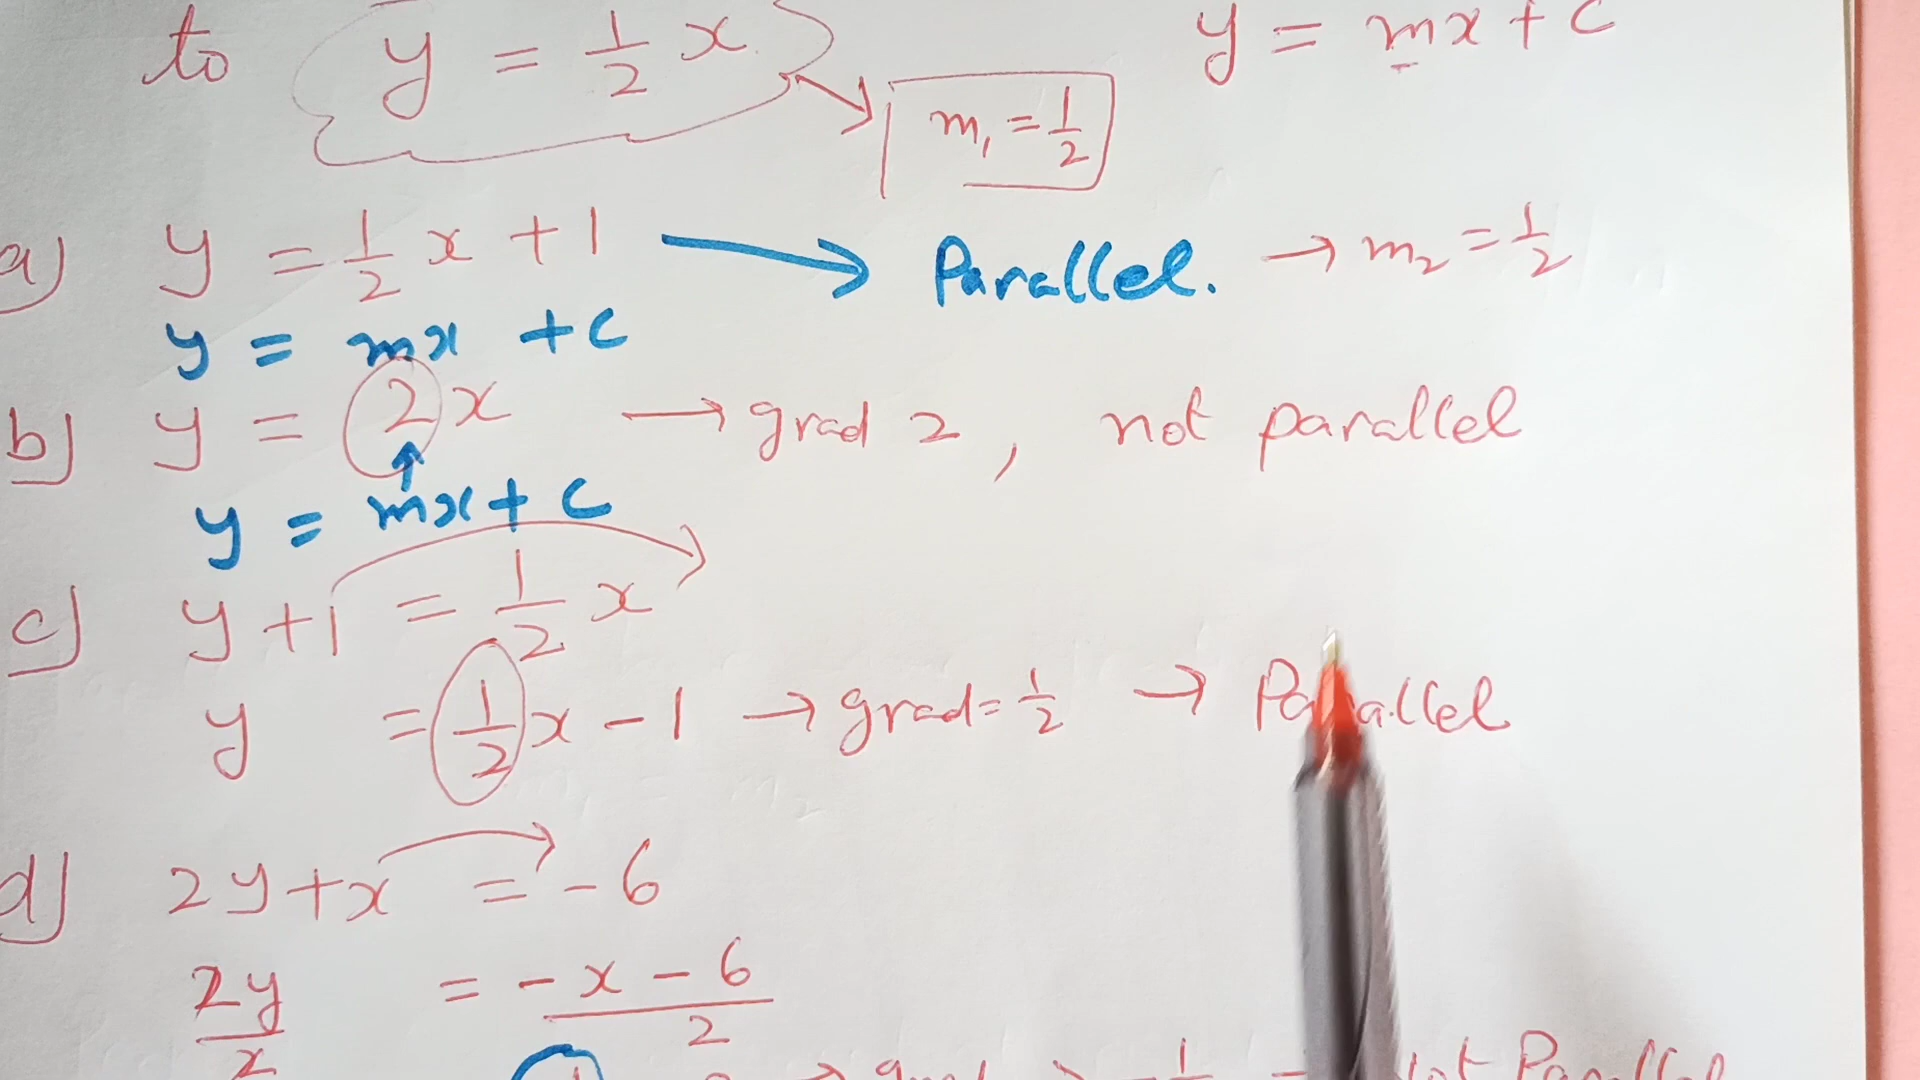 to y = 1/2 x y = mx + c
m₁ = 1/2
a) y = 1/2 x + 1 → Parallel. → m₂ = 1/2
y = mx + c
b) y = 2x → grad 2, not parallel
y = mx + c
c) y + 1 = 1/2 x
y = 1/2 x - 1 → grad = 1/2 → Parallel
d) 2y + x = - 6
2y/2 = (- x - 6)/2
Parallel